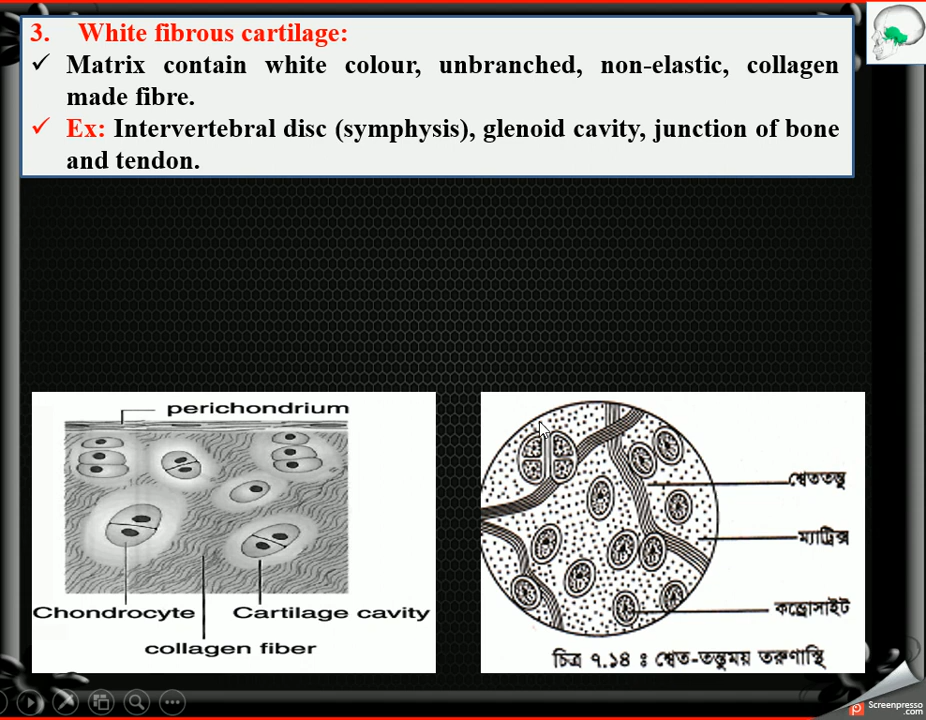 3. White fibrous cartilage:
✓ Matrix contain white colour, unbranched, non-elastic, collagen
made fibre.
✓ Ex: Intervertebral disc (symphysis), glenoid cavity, junction of bone
and tendon.
perichondrium
Chondrocyte
Cartilage cavity
collagen fiber
শ্বেততন্তু
ম্যাট্রিক্স
কন্ড্রোসাইট
চিত্র ৭.১৪ : শ্বেত-তন্তুময় তরুণাস্থি
Screenpresso
.com